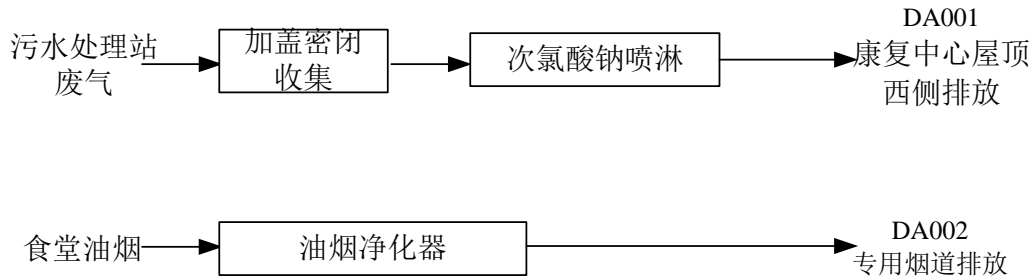 污水处理站
废气
加盖密闭
收集
次氯酸钠喷淋
DA001
康复中心屋顶
西侧排放
食堂油烟
油烟净化器
DA002
专用烟道排放